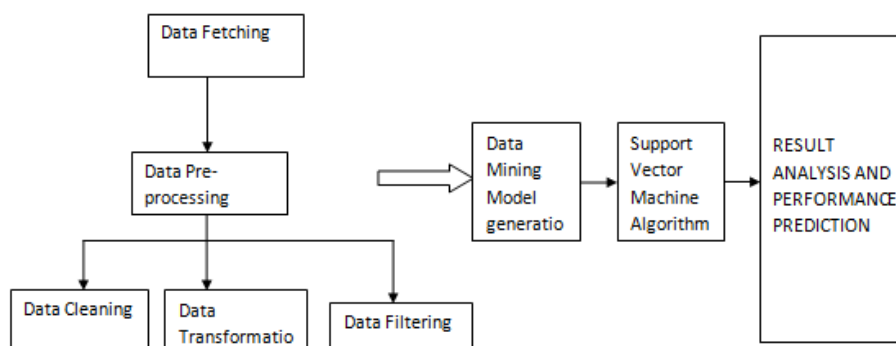 Data Fetching
Data Pre-
processing
Data Cleaning
Data
Transformatio
Data Filtering
Data
Mining
Model
generatio
Support
Vector
Machine
Algorithm
RESULT
ANALYSIS AND
PERFORMANCE
PREDICTION